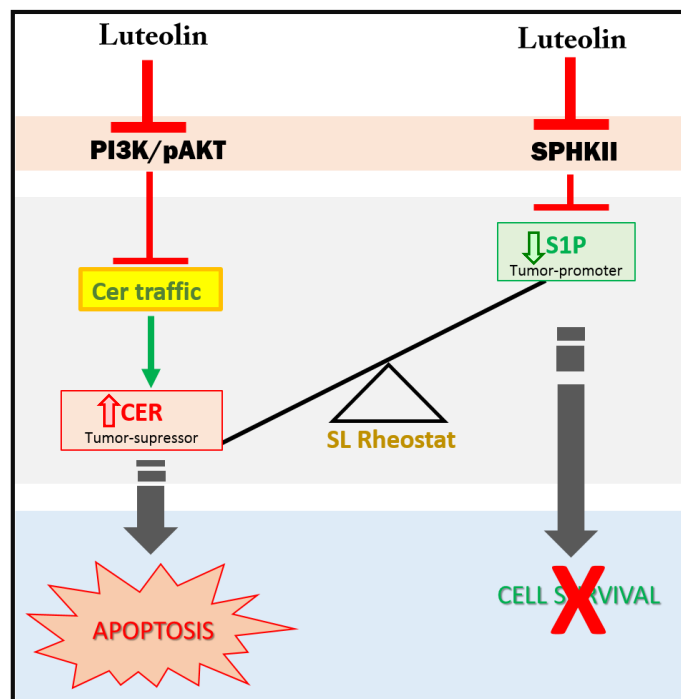 Luteolin
PI3K/pAKT
Cer traffic
CER
Tumor-supressor
APOPTOSIS
Luteolin
SPHKII
S1P
Tumor-promoter
SL Rheostat
CELL SURVIVAL